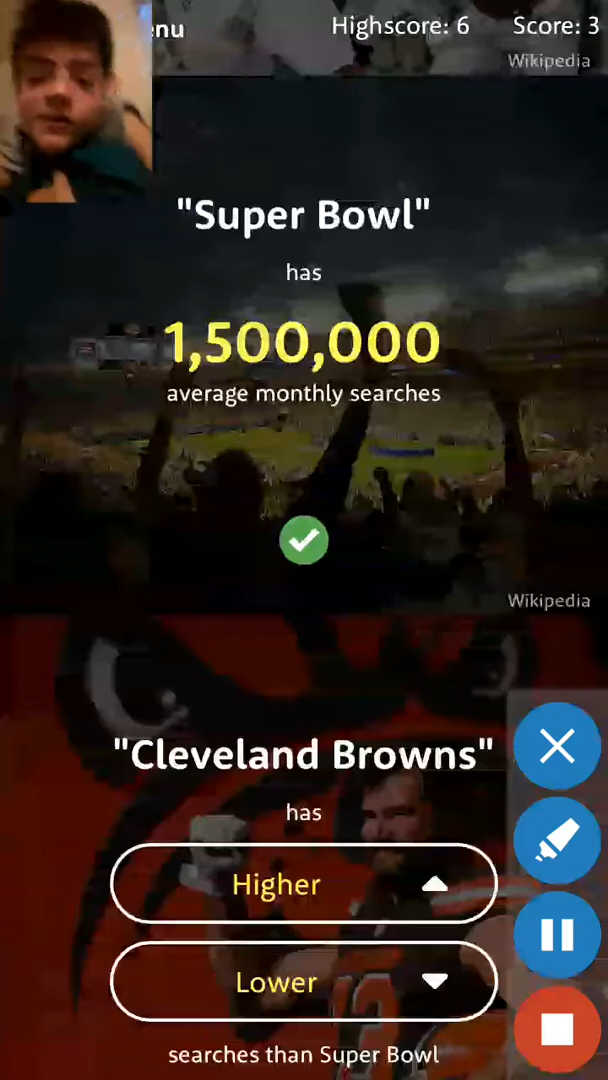 enu
Highscore: 6
Score: 3
Wikipedia
"Super Bowl"
has
1,500,000
average monthly searches
Wikipedia
"Cleveland Browns"
has
Higher
Lower
searches than Super Bowl